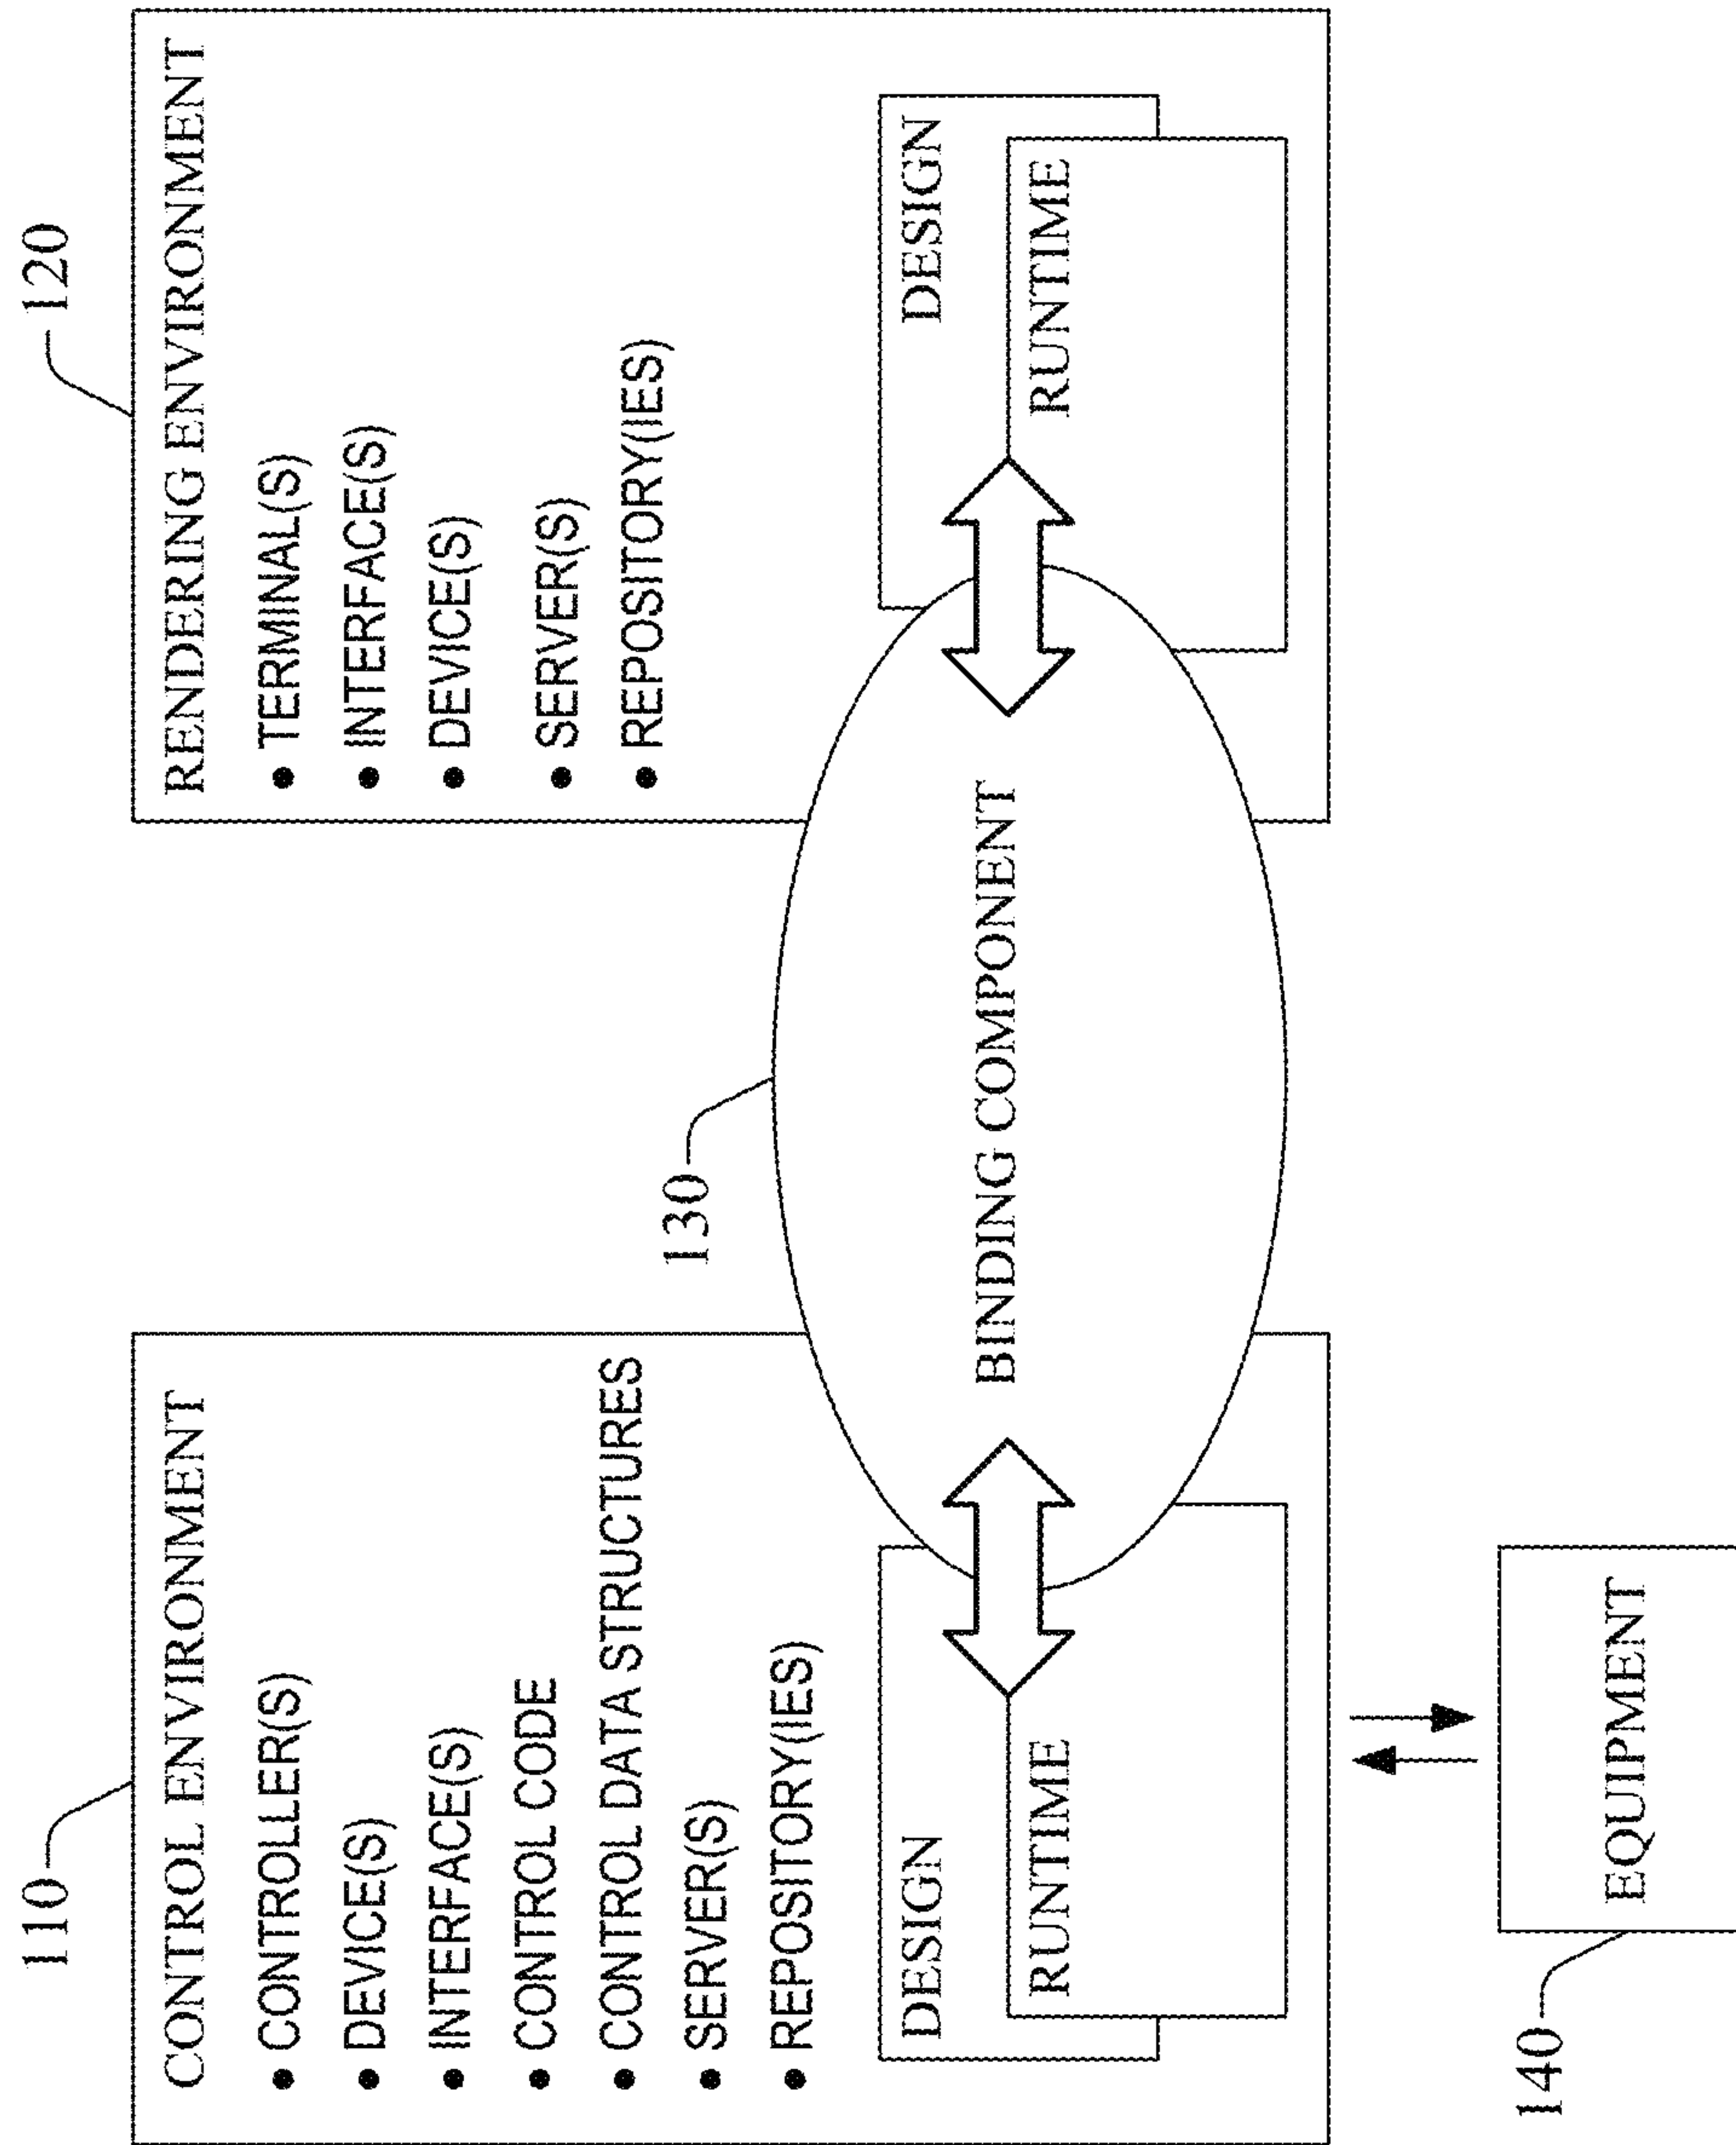 110
CONTROL ENVIRONMENT
• CONTROLLER(S)
• DEVICE(S)
• INTERFACE(S)
• CONTROL CODE
• CONTROL DATA STRUCTURES
• SERVER(S)
• REPOSITORY(IES)
DESIGN
RUNTIME
130
BINDING COMPONENT
120
RENDERING ENVIRONMENT
• TERMINAL(S)
• INTERFACE(S)
• DEVICE(S)
• SERVER(S)
• REPOSITORY(IES)
DESIGN
RUNTIME
140
EQUIPMENT